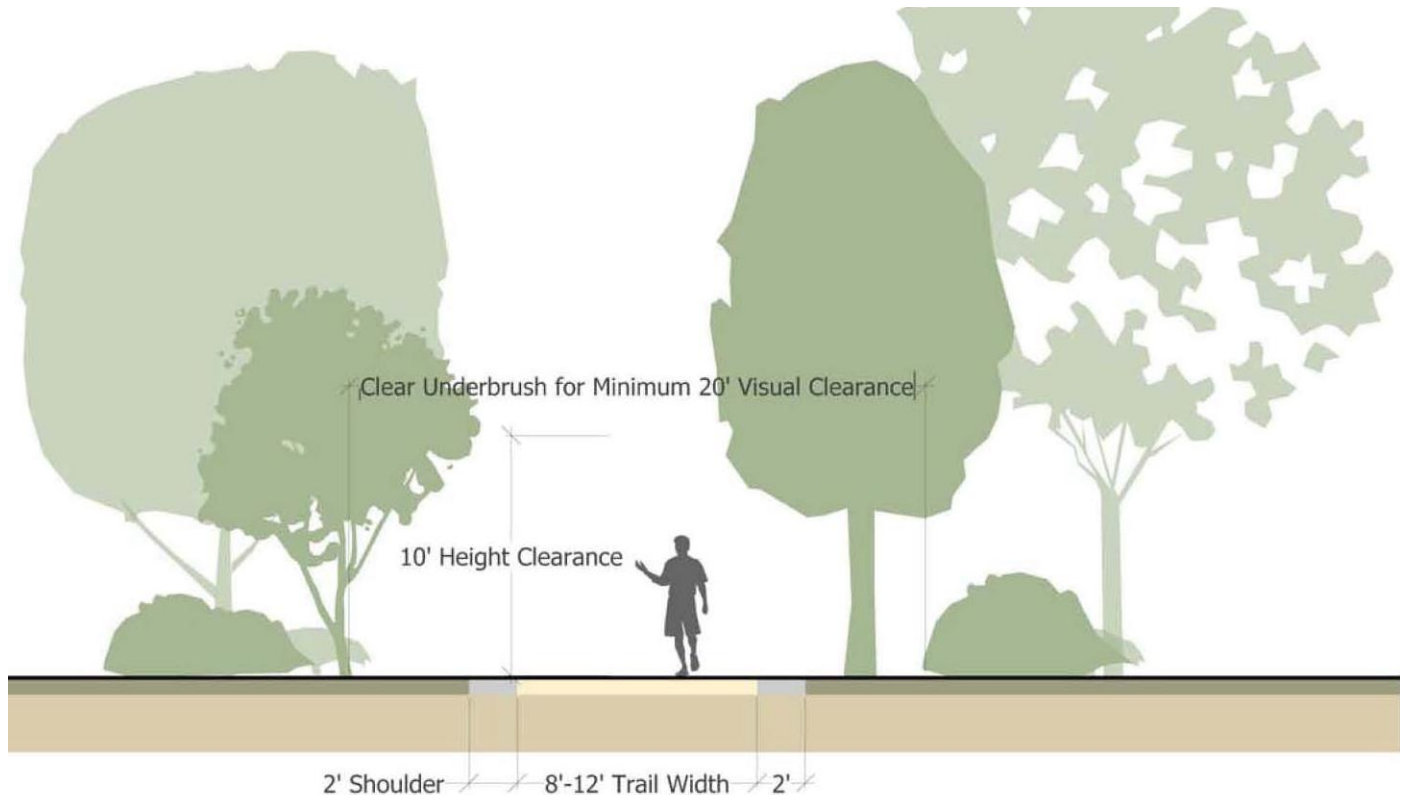 Clear Underbrush for Minimum 20' Visual Clearance
10' Height Clearance
2' Shoulder
8'-12' Trail Width
2'